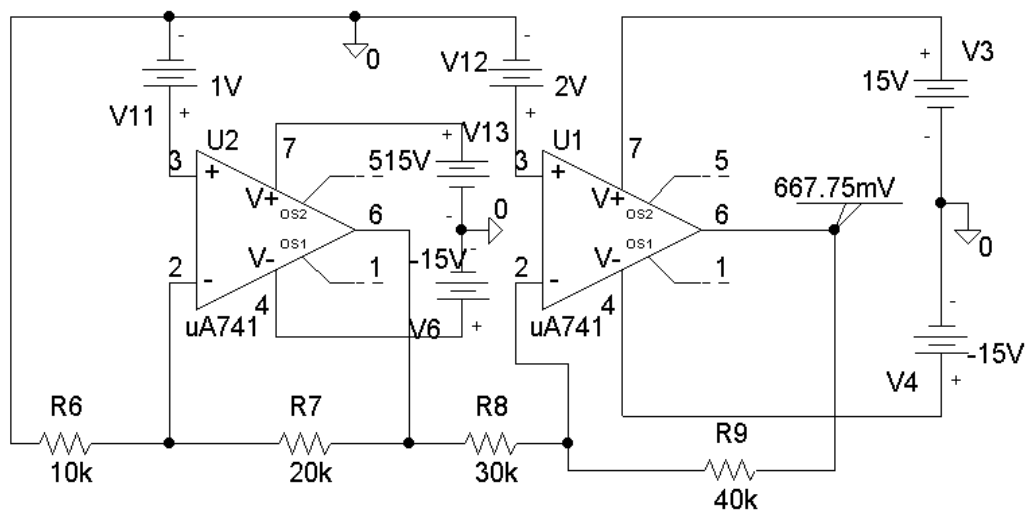 0
V12
V3
V11
1V
2V
15V
U2
7
V13
U1
7
3
515V
3
5
667.75mV
V+
OS2
6
0
V+
OS2
6
OS1
V-
-15V
OS1
V-
0
2
1
2
1
4
4
uA741
V6
uA741
-15V
V4
R6
R7
R8
R9
10k
20k
30k
40k